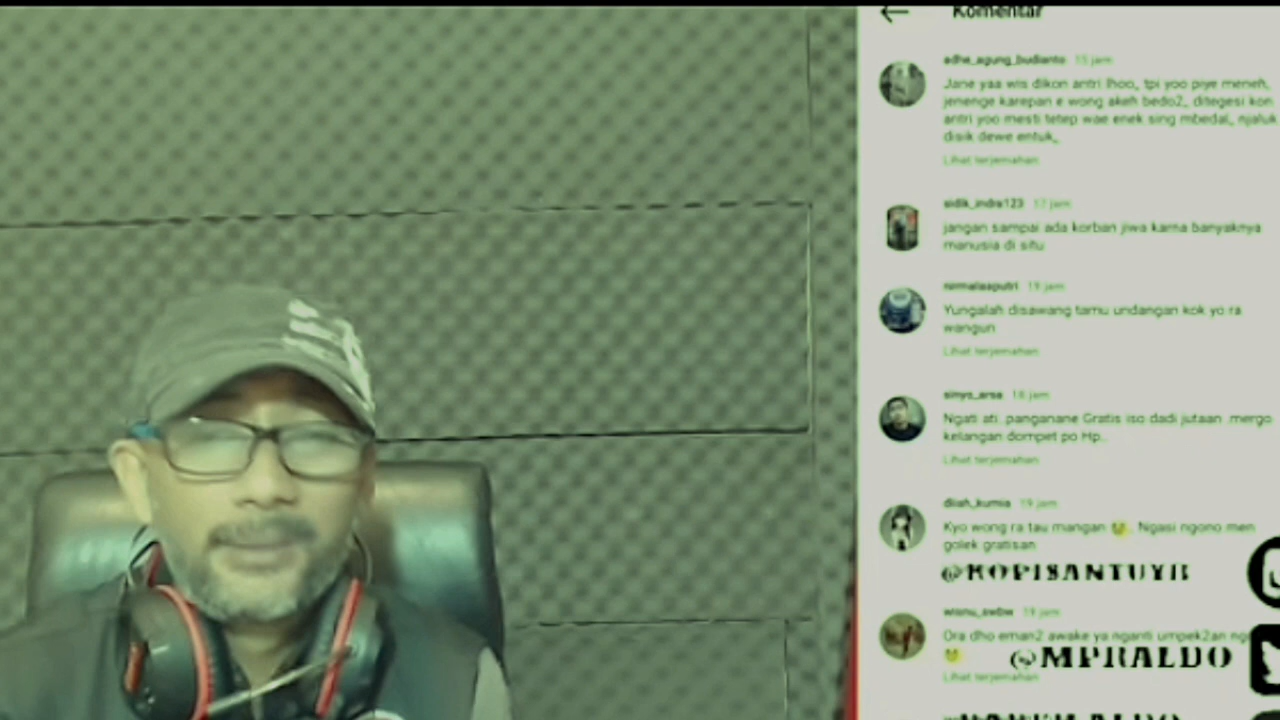 Komentar
adhe_agung_budianto 15 jam
Jane yaa wis dikon antri lhoo,, tpi yoo piye meneh,
jenenge karepan e wong akeh bedo2,, ditegesi kon
antri yoo mesti tetep wae enek sing mbedal,, njaluk
disik dewe entuk,,
Lihat terjemahan
sidik_indra123 17 jam
jangan sampai ada korban jiwa karna banyaknya
manusia di situ
nirmalaaputri 19 jam
Yungalah disawang tamu undangan kok yo ra
wangun
Lihat terjemahan
sinyo_arsa 18 jam
Ngati ati. panganane Gratis iso dadi jutaan .mergo
kelangan dompet po Hp..
Lihat terjemahan
diiah_kurnia 19 jam
Kyo wong ra tau mangan 🤢. Ngasi ngono men
golek gratisan
@KOPISANTUYB
19 jam
Ora dho eman2 awake ya nganti umpek2an
@MPRALDO
Lihat terjemahan